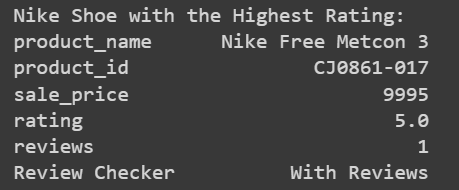 Nike Shoe with the Highest Rating:
product_name Nike Free Metcon 3
product_id CJ0861-017
sale_price 9995
rating 5.0
reviews 1
Review Checker With Reviews